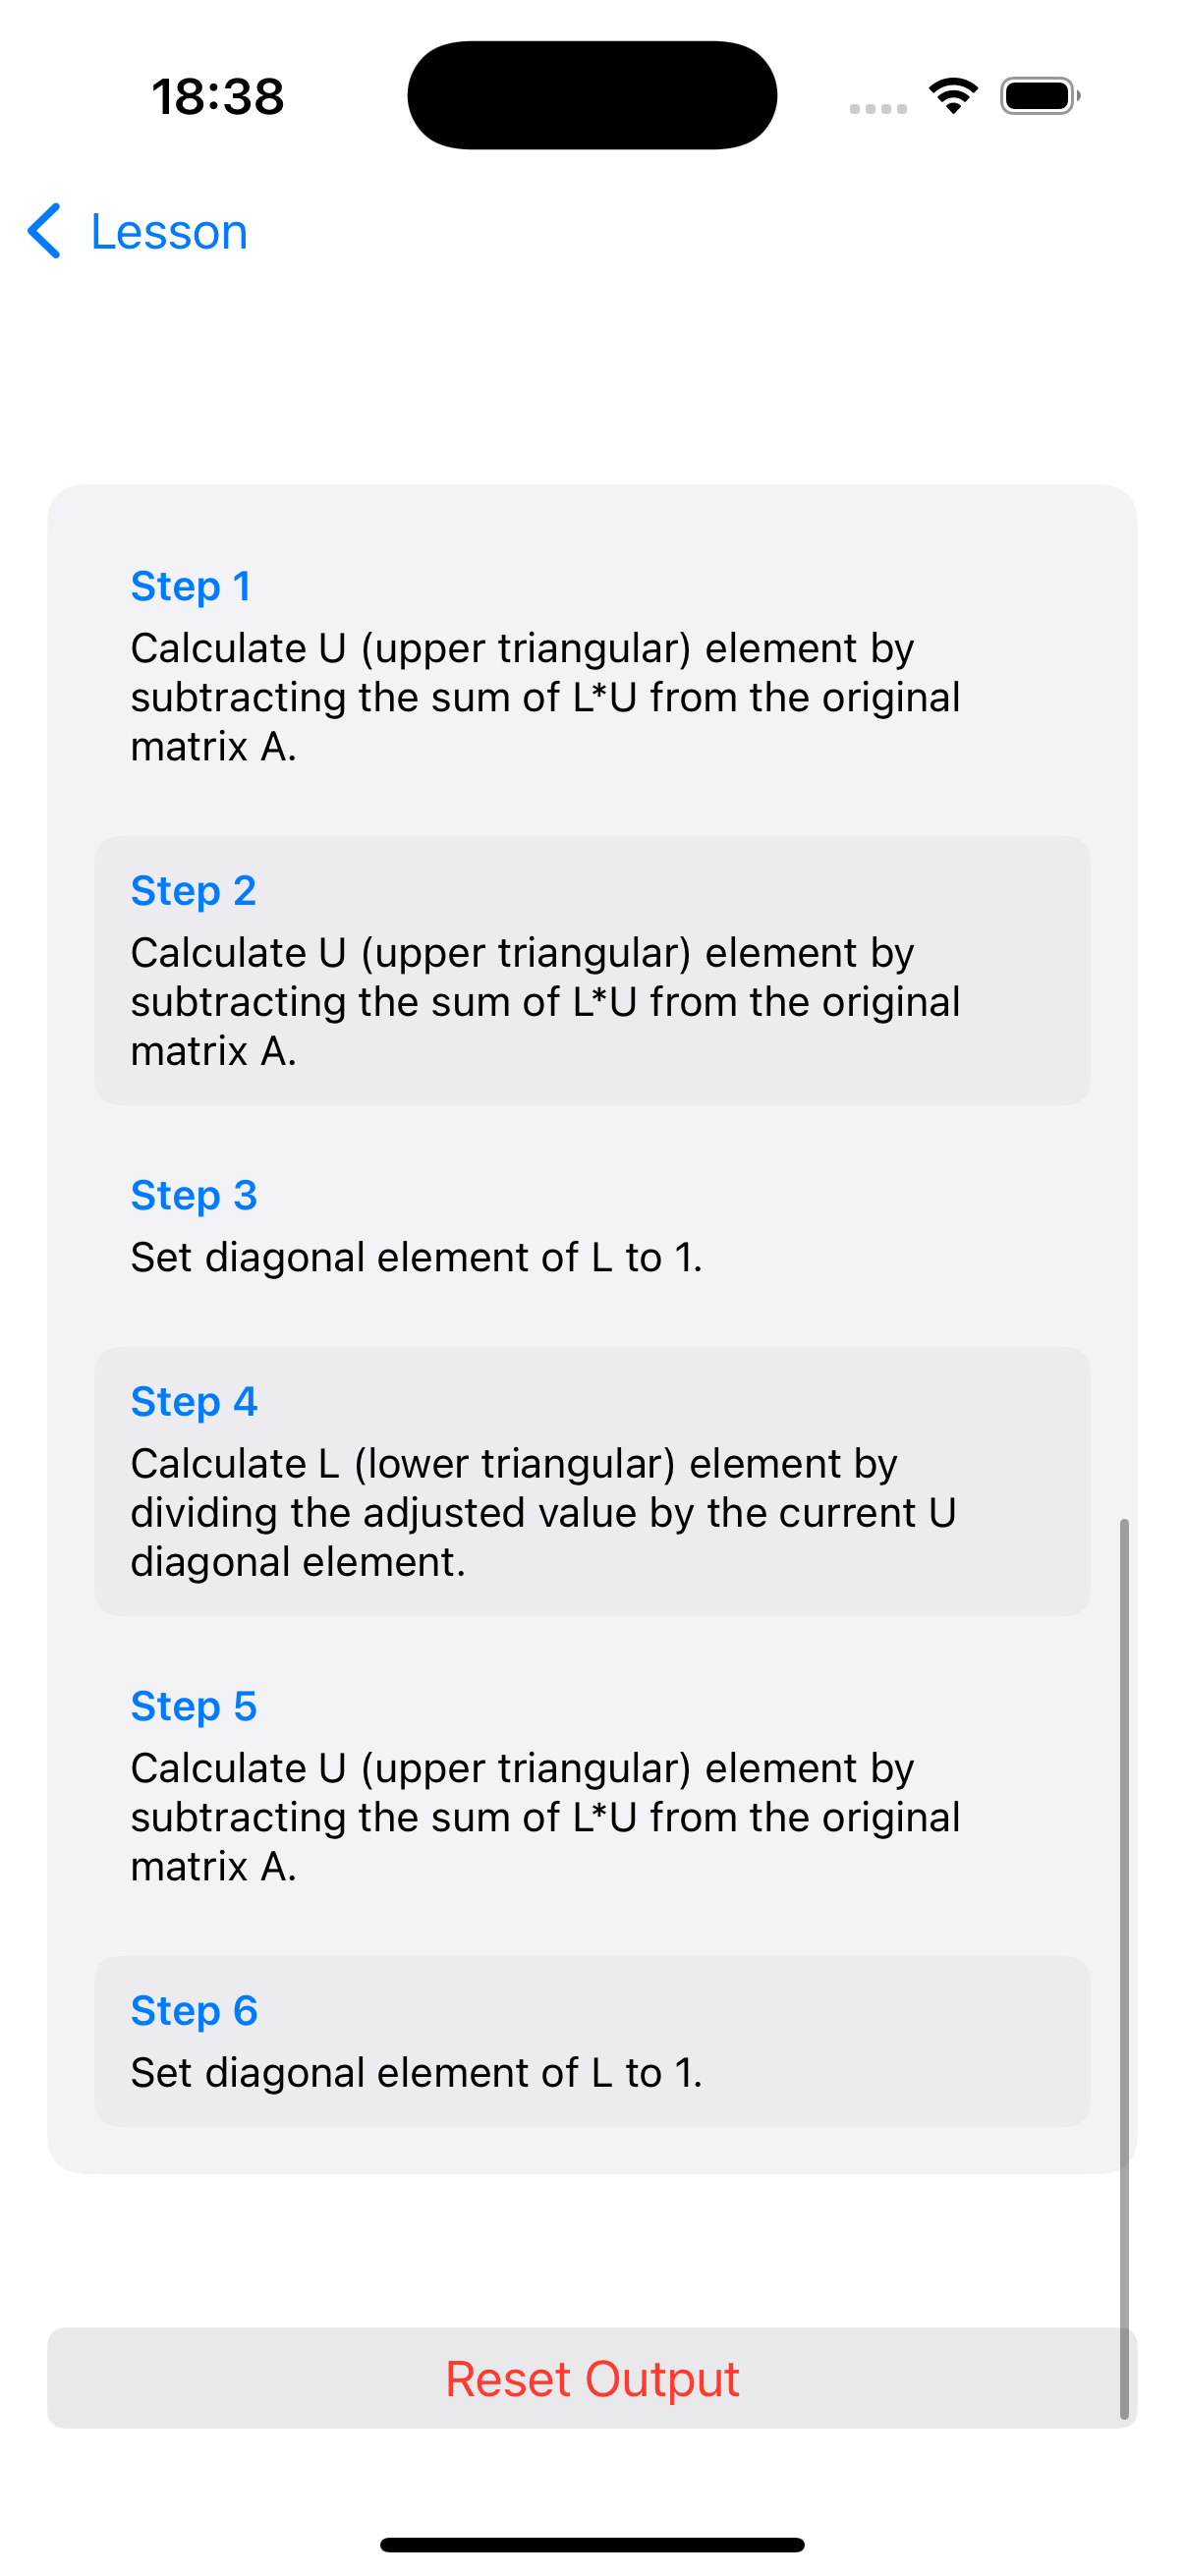 18:38
Lesson
Step 1
Calculate U (upper triangular) element by
subtracting the sum of L*U from the original
matrix A.
Step 2
Calculate U (upper triangular) element by
subtracting the sum of L*U from the original
matrix A.
Step 3
Set diagonal element of L to 1.
Step 4
Calculate L (lower triangular) element by
dividing the adjusted value by the current U
diagonal element.
Step 5
Calculate U (upper triangular) element by
subtracting the sum of L*U from the original
matrix A.
Step 6
Set diagonal element of L to 1.
Reset Output